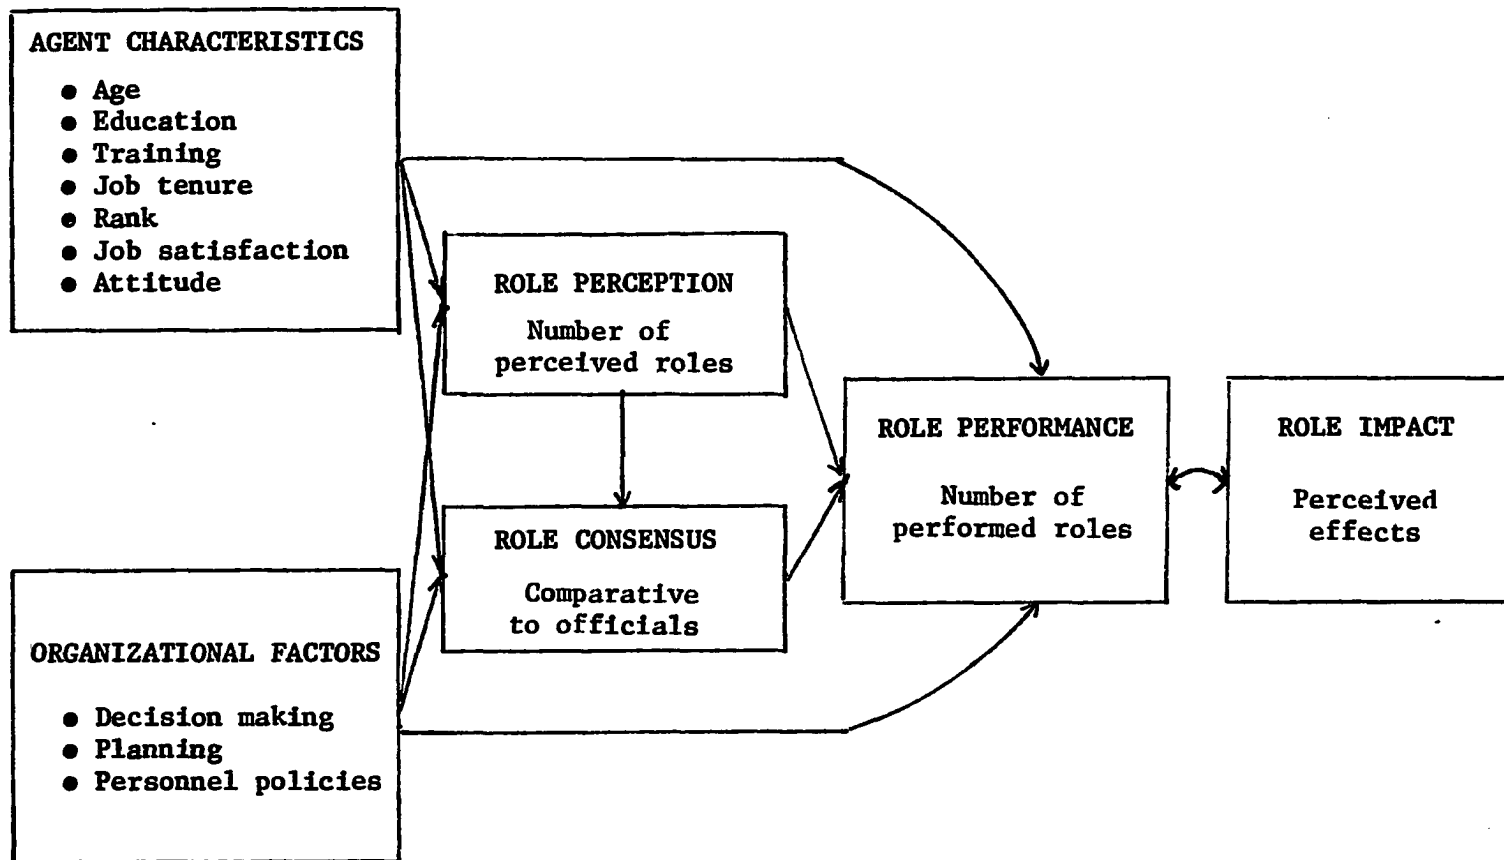 AGENT CHARACTERISTICS
● Age
● Education
● Training
● Job tenure
● Rank
● Job satisfaction
● Attitude
ROLE PERCEPTION
Number of
perceived roles
ROLE CONSENSUS
Comparative
to officials
ORGANIZATIONAL FACTORS
● Decision making
● Planning
● Personnel policies
ROLE PERFORMANCE
Number of
performed roles
ROLE IMPACT
Perceived
effects